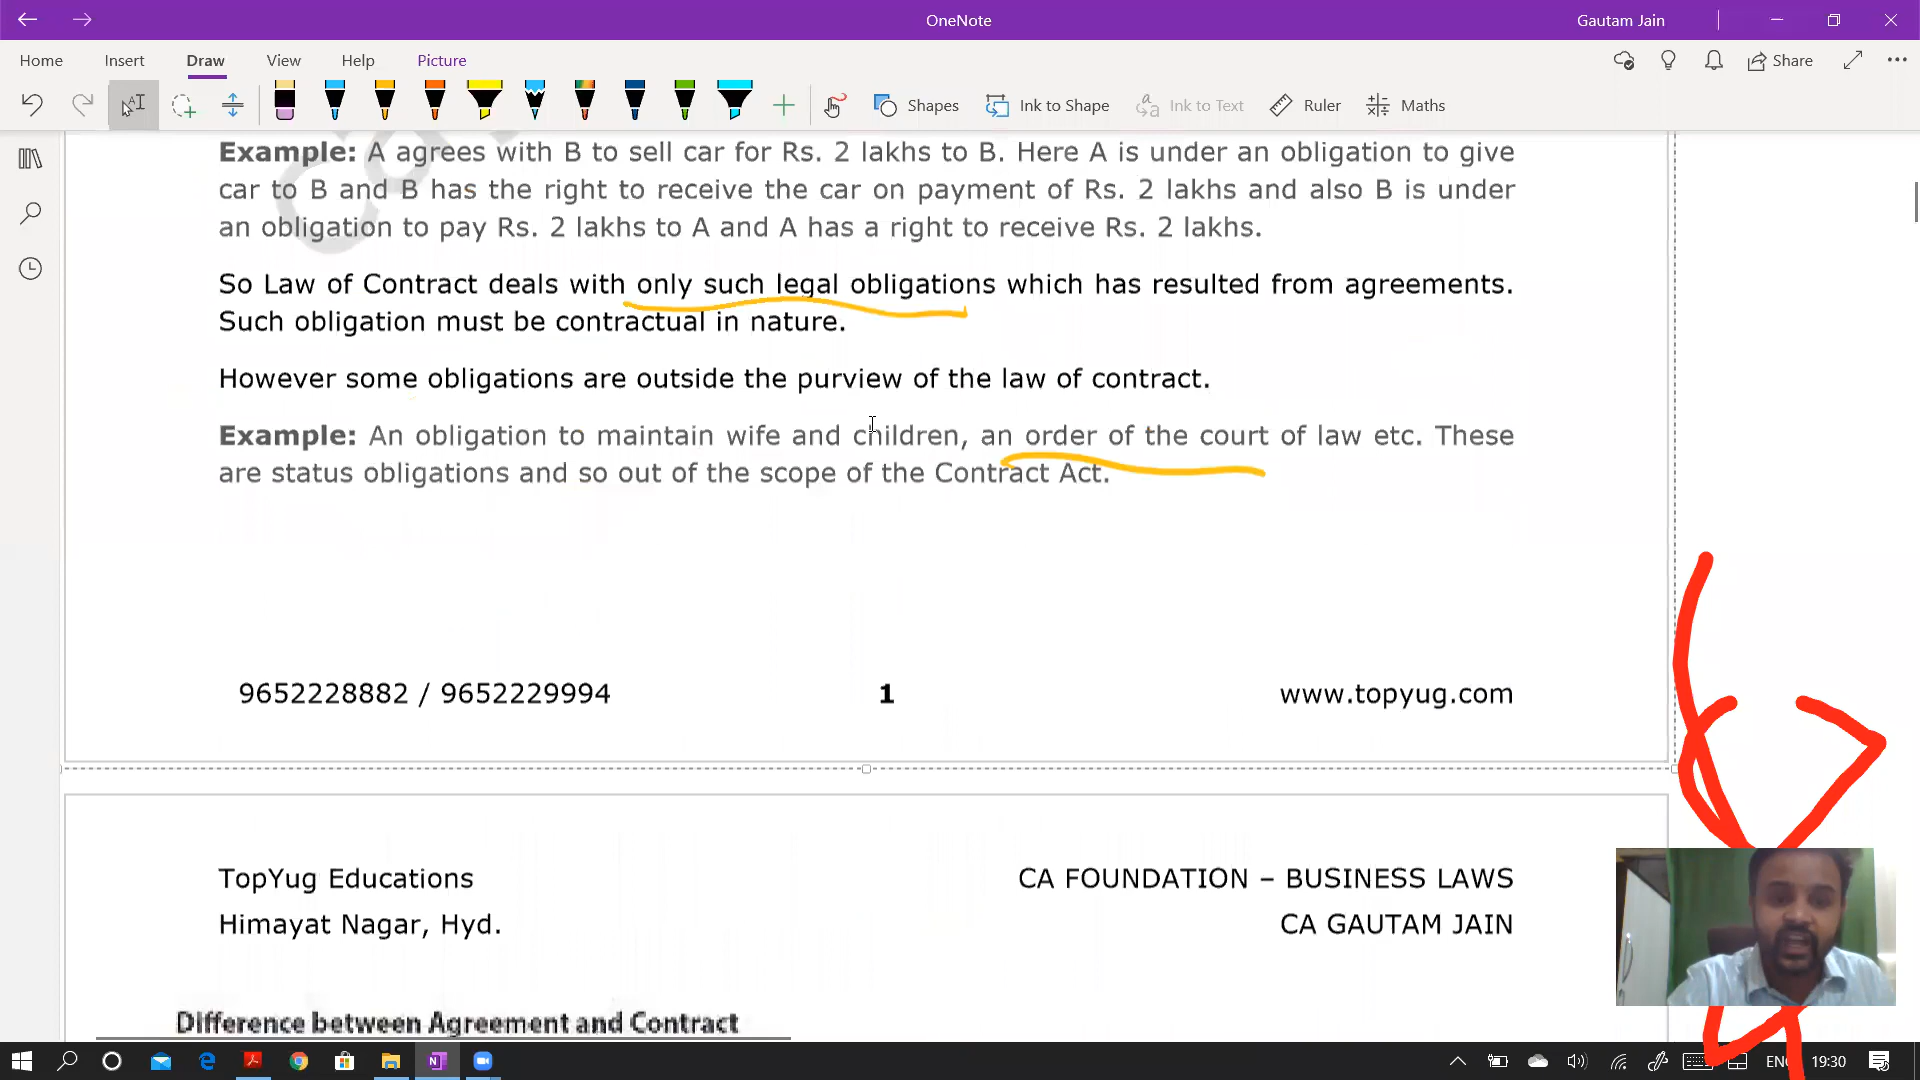 OneNote
Gautam Jain
Home Insert Draw View Help Picture
Share
Shapes Ink to Shape Ink to Text Ruler Maths
Example: A agrees with B to sell car for Rs. 2 lakhs to B. Here A is under an obligation to give
car to B and B has the right to receive the car on payment of Rs. 2 lakhs and also B is under
an obligation to pay Rs. 2 lakhs to A and A has a right to receive Rs. 2 lakhs.
So Law of Contract deals with only such legal obligations which has resulted from agreements.
Such obligation must be contractual in nature.
However some obligations are outside the purview of the law of contract.
Example: An obligation to maintain wife and children, an order of the court of law etc. These
are status obligations and so out of the scope of the Contract Act.
9652228882 / 9652229994 1 www.topyug.com
TopYug Educations CA FOUNDATION – BUSINESS LAWS
Himayat Nagar, Hyd. CA GAUTAM JAIN
Difference between Agreement and Contract
19:30